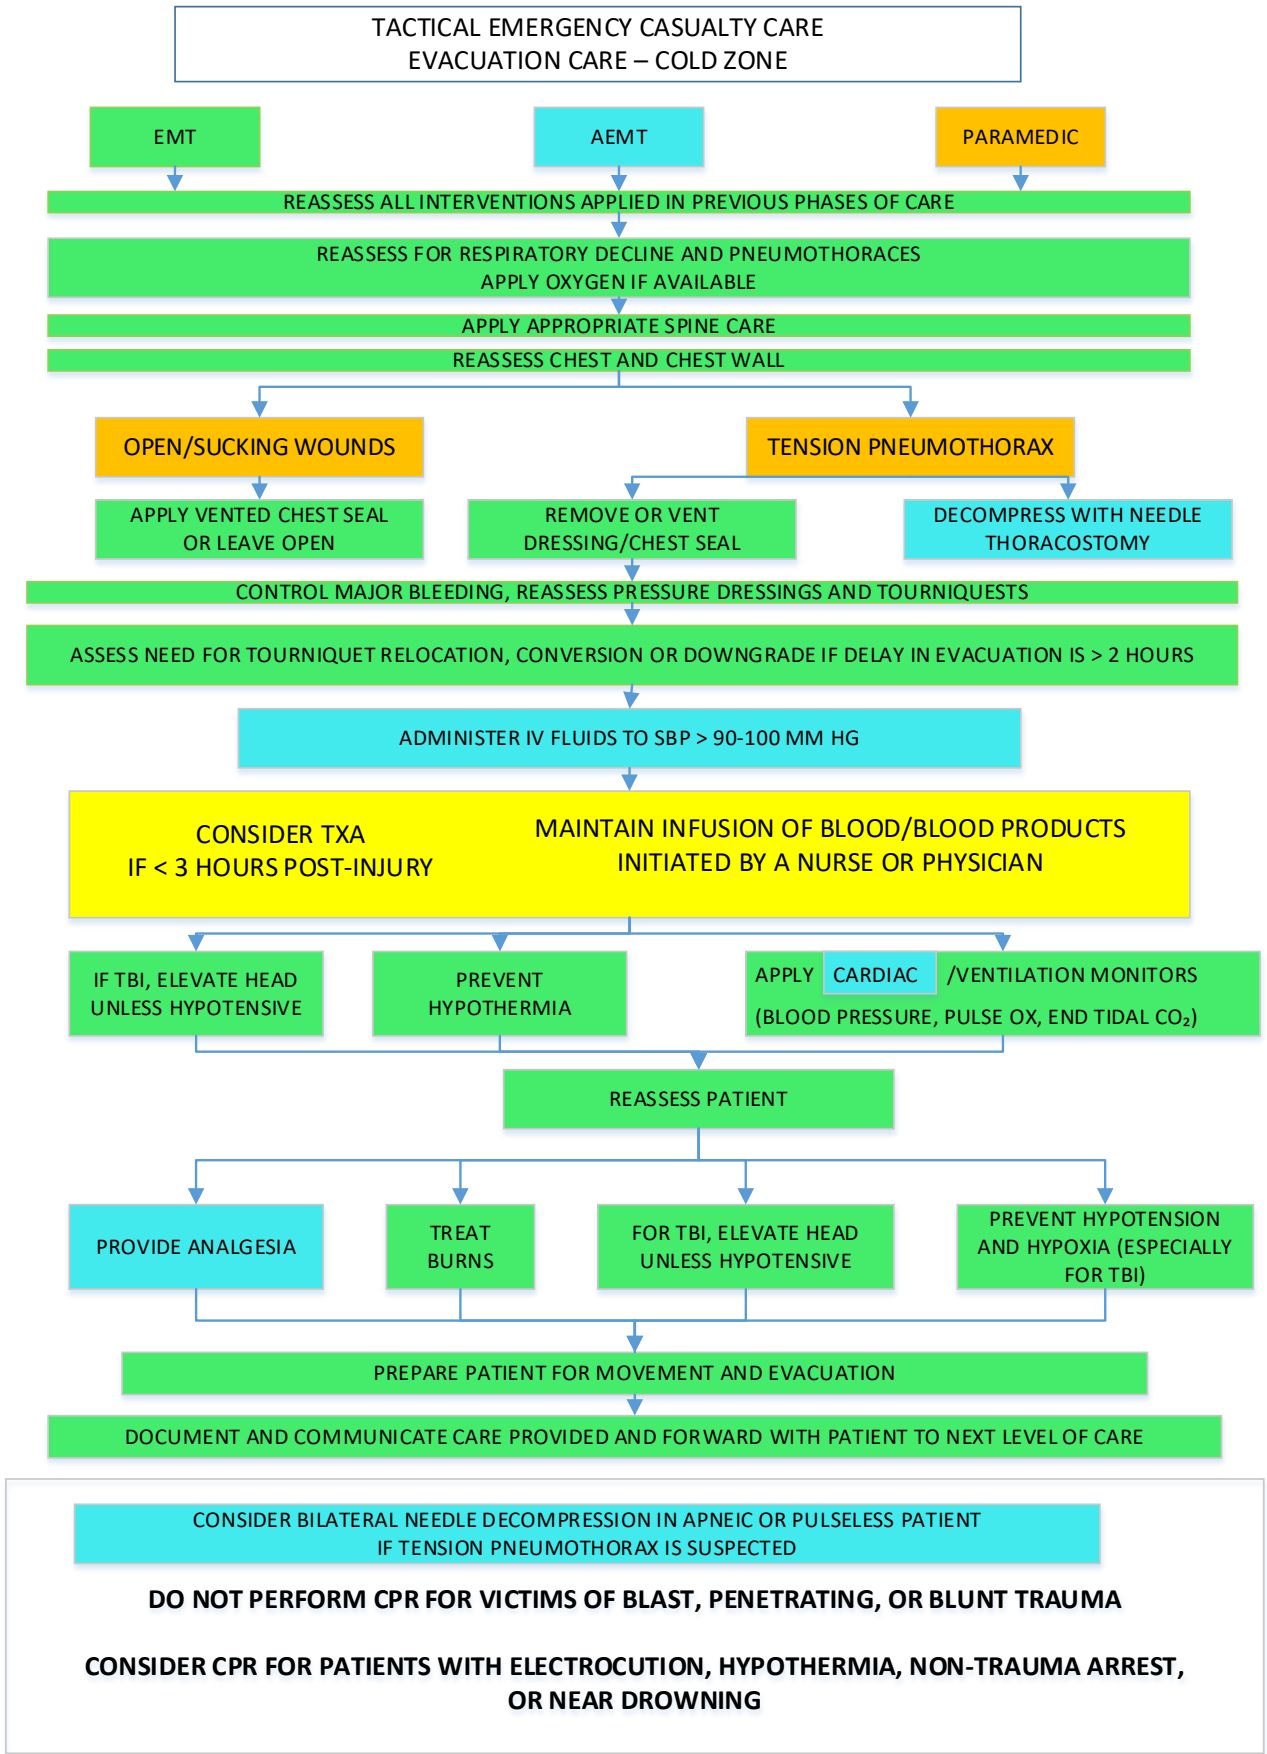 TACTICAL EMERGENCY CASUALTY CARE
EVACUATION CARE – COLD ZONE
EMT
AEMT
PARAMEDIC
REASSESS ALL INTERVENTIONS APPLIED IN PREVIOUS PHASES OF CARE
REASSESS FOR RESPIRATORY DECLINE AND PNEUMOTHORACES
APPLY OXYGEN IF AVAILABLE
APPLY APPROPRIATE SPINE CARE
REASSESS CHEST AND CHEST WALL
OPEN/SUCKING WOUNDS
TENSION PNEUMOTHORAX
APPLY VENTED CHEST SEAL
OR LEAVE OPEN
REMOVE OR VENT
DRESSING/CHEST SEAL
DECOMPRESS WITH NEEDLE
THORACOSTOMY
CONTROL MAJOR BLEEDING, REASSESS PRESSURE DRESSINGS AND TOURNIQUESTS
ASSESS NEED FOR TOURNIQUET RELOCATION, CONVERSION OR DOWNGRADE IF DELAY IN EVACUATION IS > 2 HOURS
ADMINISTER IV FLUIDS TO SBP > 90-100 MM HG
CONSIDER TXA
IF < 3 HOURS POST-INJURY
MAINTAIN INFUSION OF BLOOD/BLOOD PRODUCTS
INITIATED BY A NURSE OR PHYSICIAN
IF TBI, ELEVATE HEAD
UNLESS HYPOTENSIVE
PREVENT
HYPOTHERMIA
APPLY CARDIAC /VENTILATION MONITORS
(BLOOD PRESSURE, PULSE OX, END TIDAL CO₂)
REASSESS PATIENT
PROVIDE ANALGESIA
TREAT
BURNS
FOR TBI, ELEVATE HEAD
UNLESS HYPOTENSIVE
PREVENT HYPOTENSION
AND HYPOXIA (ESPECIALLY
FOR TBI)
PREPARE PATIENT FOR MOVEMENT AND EVACUATION
DOCUMENT AND COMMUNICATE CARE PROVIDED AND FORWARD WITH PATIENT TO NEXT LEVEL OF CARE
CONSIDER BILATERAL NEEDLE DECOMPRESSION IN APNEIC OR PULSELESS PATIENT
IF TENSION PNEUMOTHORAX IS SUSPECTED
DO NOT PERFORM CPR FOR VICTIMS OF BLAST, PENETRATING, OR BLUNT TRAUMA
CONSIDER CPR FOR PATIENTS WITH ELECTROCUTION, HYPOTHERMIA, NON-TRAUMA ARREST,
OR NEAR DROWNING